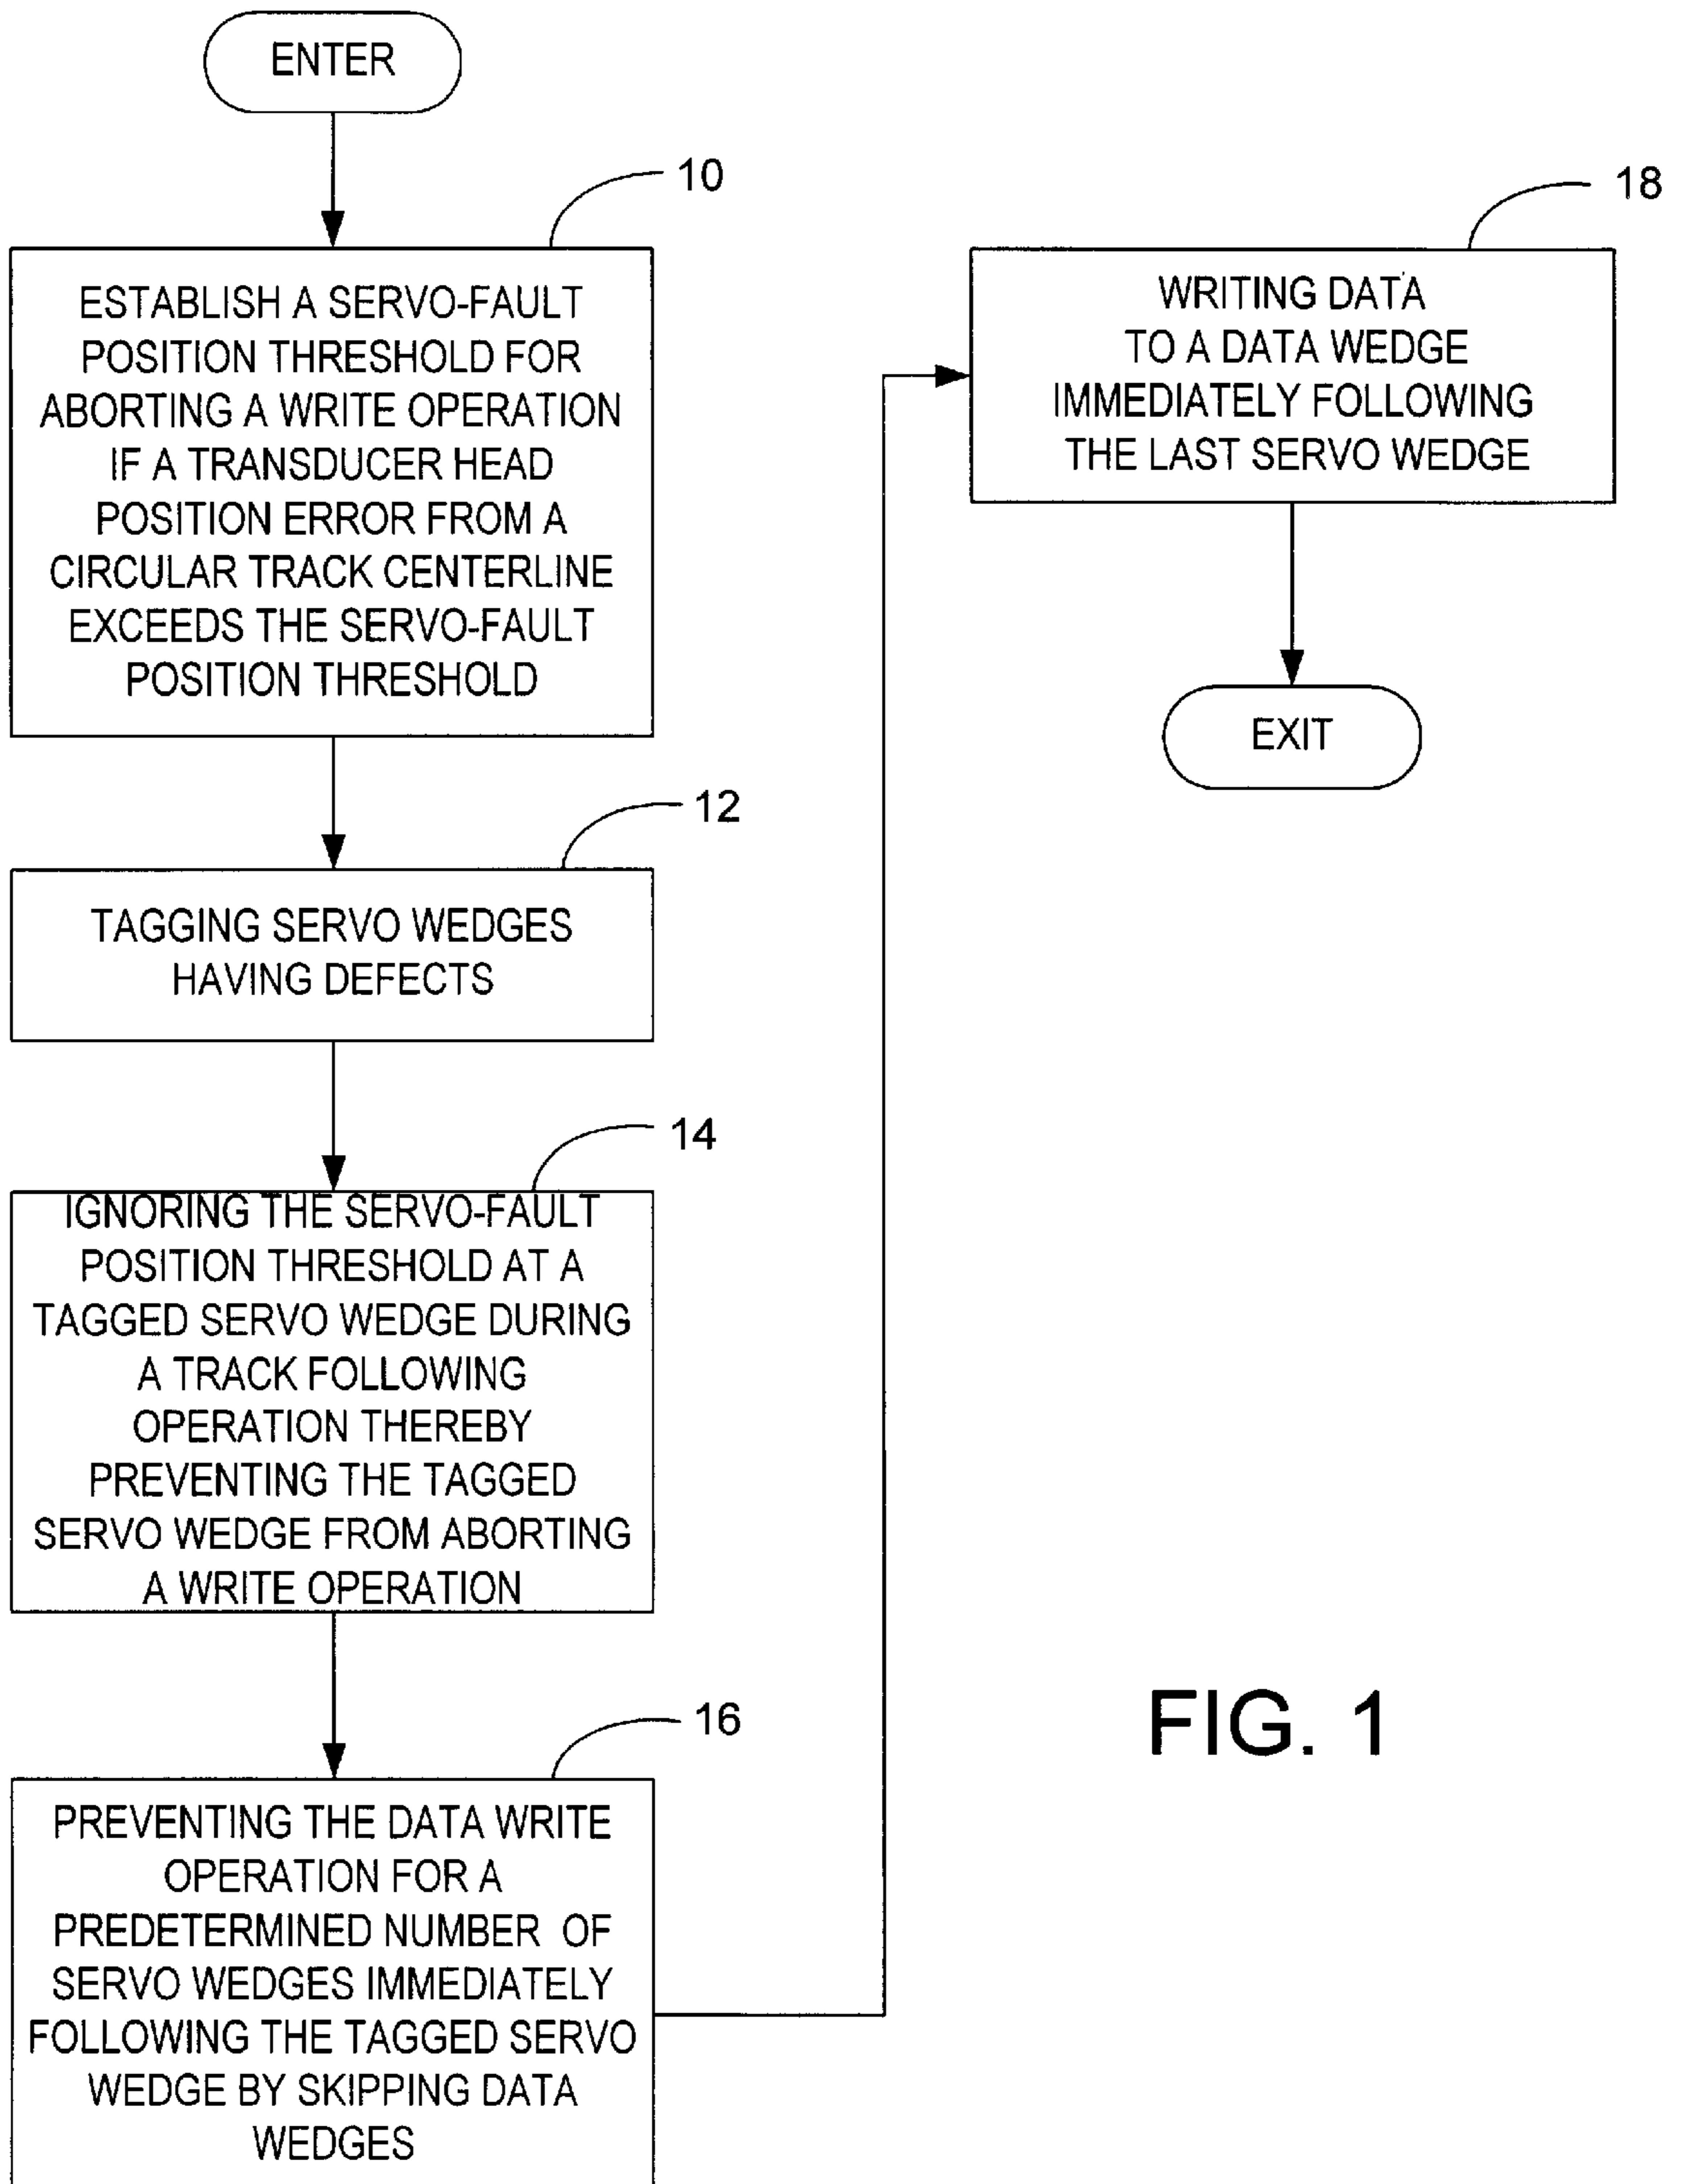 ENTER
10
ESTABLISH A SERVO-FAULT
POSITION THRESHOLD FOR
ABORTING A WRITE OPERATION
IF A TRANSDUCER HEAD
POSITION ERROR FROM A
CIRCULAR TRACK CENTERLINE
EXCEEDS THE SERVO-FAULT
POSITION THRESHOLD
12
TAGGING SERVO WEDGES
HAVING DEFECTS
14
IGNORING THE SERVO-FAULT
POSITION THRESHOLD AT A
TAGGED SERVO WEDGE DURING
A TRACK FOLLOWING
OPERATION THEREBY
PREVENTING THE TAGGED
SERVO WEDGE FROM ABORTING
A WRITE OPERATION
16
PREVENTING THE DATA WRITE
OPERATION FOR A
PREDETERMINED NUMBER OF
SERVO WEDGES IMMEDIATELY
FOLLOWING THE TAGGED SERVO
WEDGE BY SKIPPING DATA
WEDGES
18
WRITING DATA
TO A DATA WEDGE
IMMEDIATELY FOLLOWING
THE LAST SERVO WEDGE
EXIT
FIG. 1